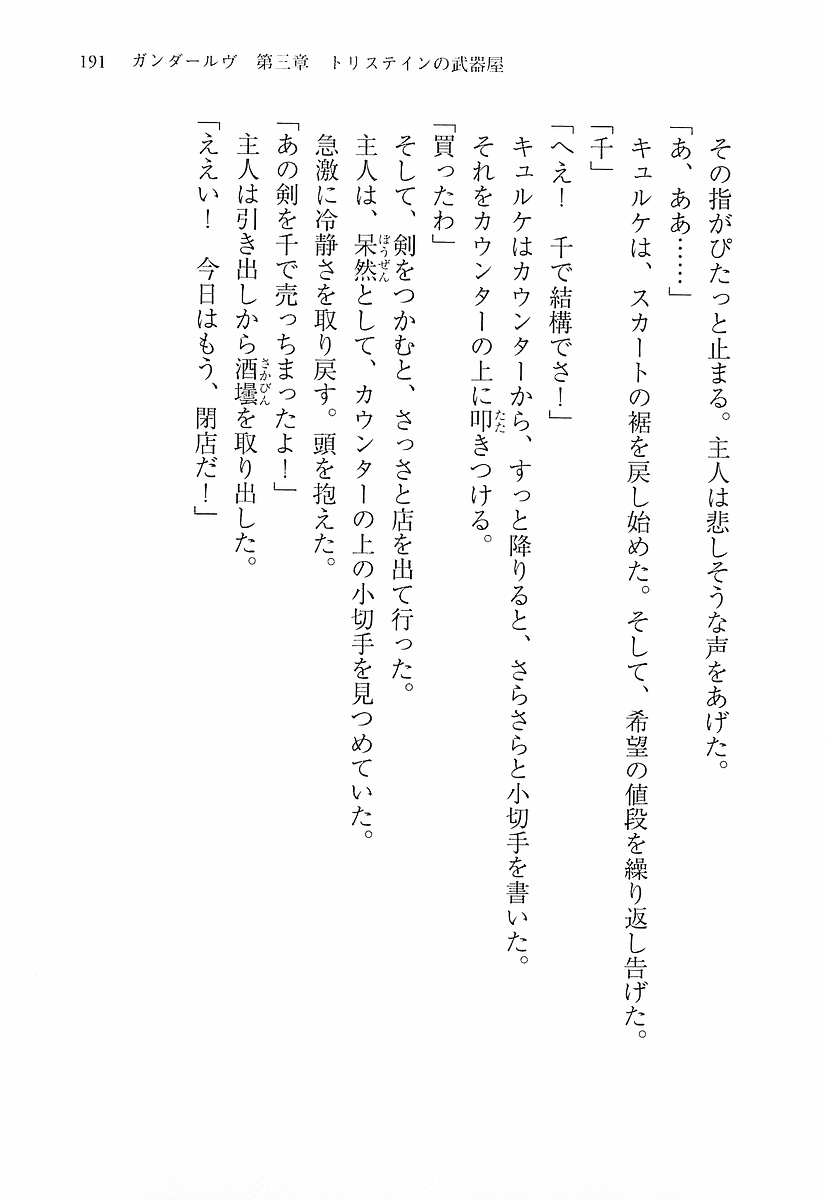 191　ガンダールヴ　第三章　トリステインの武器屋
その指がぴたっと止まる。主人は悲しそうな声をあげた。
「あ、ああ……」
キュルケは、スカートの裾を戻し始めた。そして、希望の値段を繰り返し告げた。
「千」
「へえ！　千で結構でさ！」
キュルケはカウンターから、すっと降りると、さらさらと小切手を書いた。
それをカウンターの上に叩きつける。
「買ったわ」
そして、剣をつかむと、さっさと店を出て行った。
主人は、呆然として、カウンターの上の小切手を見つめていた。
急激に冷静さを取り戻す。頭を抱えた。
「あの剣を千で売っちまったよ！」
主人は引き出しから酒壜を取り出した。
「ええい！　今日はもう、閉店だ！」